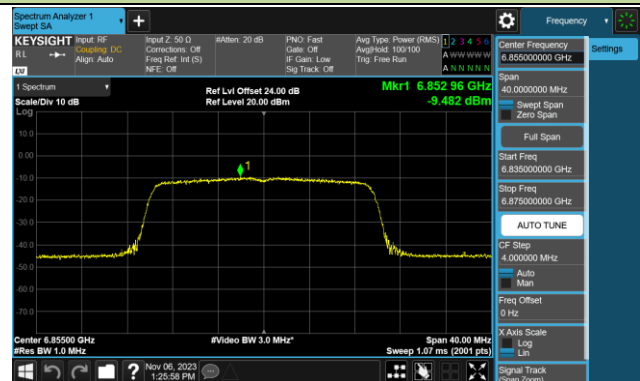 Spectrum Analyzer 1
Swept SA
Frequency
KEYSIGHT
Input: RF
Input Z: 50 Ω
#Atten: 20 dB
PNO: Fast
Avg Type: Power (RMS)
1 2 3 4 5 6
RL
Coupling: DC
Corrections: Off
Gate: Off
Avg|Hold: 100/100
A W W W W W
Align: Auto
Freq Ref: Int (S)
IF Gain: Low
Trig: Free Run
NFE: Off
Sig Track: Off
A N N N N N
LXI
1 Spectrum
Ref Lvl Offset 24.00 dB
Mkr1 6.852 96 GHz
Scale/Div 10 dB
Ref Level 20.00 dBm
-9.482 dBm
Log
10.0
0.00
-10.0
-20.0
-30.0
-40.0
-50.0
-60.0
-70.0
1
Center 6.85500 GHz
#Video BW 3.0 MHz*
Span 40.00 MHz
#Res BW 1.0 MHz
Sweep 1.07 ms (2001 pts)
Nov 06, 2023
1:25:58 PM
?
Center Frequency
6.855000000 GHz
Settings
Span
40.0000000 MHz
Swept Span
Zero Span
Full Span
Start Freq
6.835000000 GHz
Stop Freq
6.875000000 GHz
AUTO TUNE
CF Step
4.000000 MHz
Auto
Man
Freq Offset
0 Hz
X Axis Scale
Log
Lin
Signal Track
(Span Zoom)